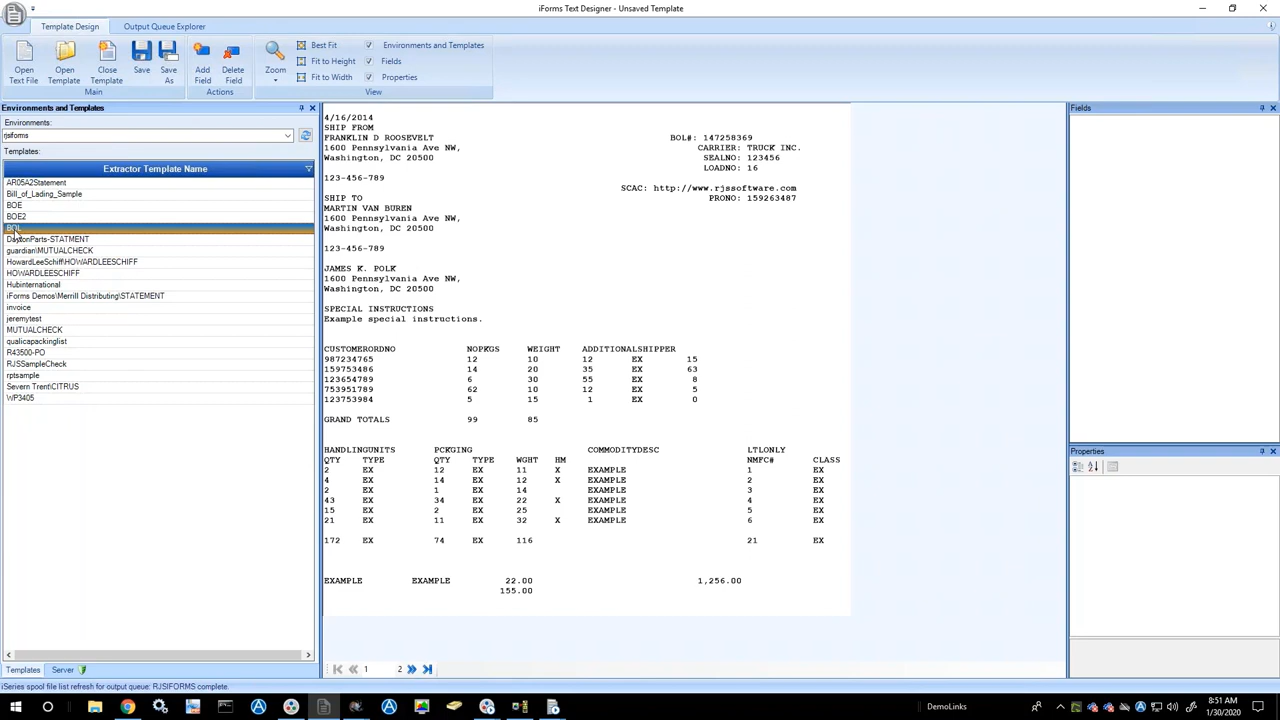 iForms Text Designer - Unsaved Template
Template Design
Output Queue Explorer
Open Text File
Open Template
Close Template
Save
Save As
Main
Add Field
Delete Field
Actions
Zoom
Best Fit
Fit to Height
Fit to Width
Environments and Templates
Fields
Properties
View
Environments and Templates
Environments:
rjsiforms
Templates:
Extractor Template Name
AR05A2Statement
Bill_of_Lading_Sample
BOE
BOE2
BOL
DaytonParts-STATMENT
guardian\MUTUALCHECK
HowardLeeSchiff\HOWARDLEESCHIFF
HOWARDLEESCHIFF
Hubinternational
iForms Demos\Merrill Distributing\STATEMENT
invoice
jeremytest
MUTUALCHECK
qualicapackinglist
R43500-PO
RJSSampleCheck
rptsample
Severn Trent\CITRUS
WP3405
Templates
Server
4/16/2014
SHIP FROM
FRANKLIN D ROOSEVELT BOL#: 147258369
1600 Pennsylvania Ave NW, CARRIER: TRUCK INC.
Washington, DC 20500 SEALNO: 123456
LOADNO: 16
123-456-789
SCAC: http://www.rjssoftware.com
SHIP TO PRONO: 159263487
MARTIN VAN BUREN
1600 Pennsylvania Ave NW,
Washington, DC 20500
123-456-789
JAMES K. POLK
1600 Pennsylvania Ave NW,
Washington, DC 20500
SPECIAL INSTRUCTIONS
Example special instructions.
CUSTOMERORDNO NOPKGS WEIGHT ADDITIONALSHIPPER
987234765 12 10 12 EX 15
159753486 14 20 35 EX 63
123654789 6 30 55 EX 8
753951789 62 10 12 EX 5
123753984 5 15 1 EX 0
GRAND TOTALS 99 85
HANDLINGUNITS PCKGING COMMODITYDESC LTLONLY
QTY TYPE QTY TYPE WGHT HM NMFC# CLASS
2 EX 12 EX 11 X EXAMPLE 1 EX
4 EX 14 EX 12 X EXAMPLE 2 EX
2 EX 1 EX 14 EXAMPLE 3 EX
43 EX 34 EX 22 X EXAMPLE 4 EX
15 EX 2 EX 25 EXAMPLE 5 EX
21 EX 11 EX 32 X EXAMPLE 6 EX
172 EX 74 EX 116 21 EX
EXAMPLE EXAMPLE 22.00 1,256.00
155.00
1 2
Fields
Properties
iSeries spool file list refresh for output queue: RJSIFORMS complete.
DemoLinks
8:51 AM
1/30/2020